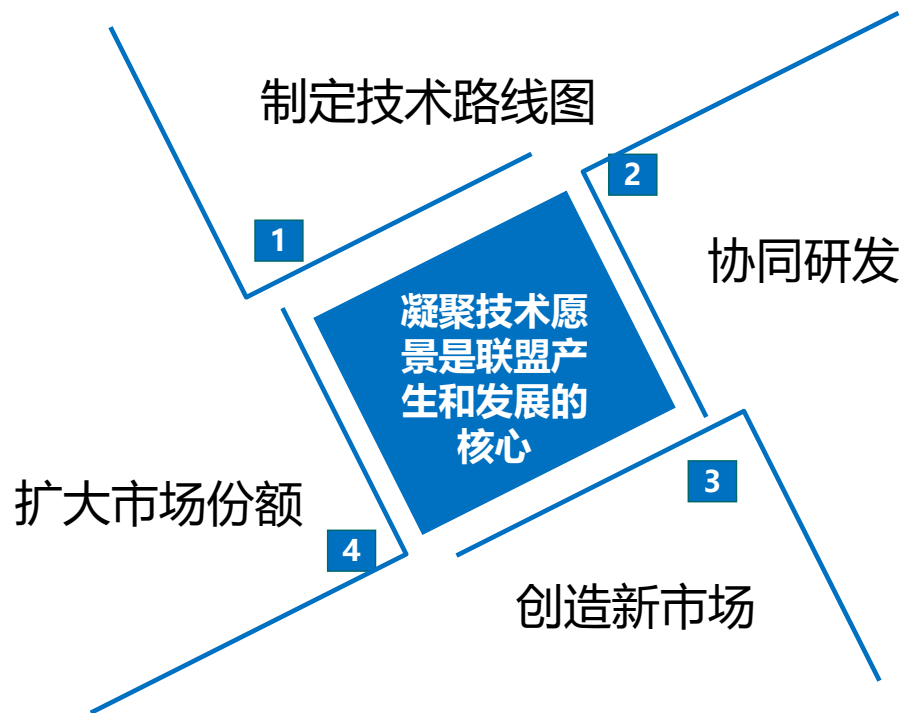 制定技术路线图
1
2
协同研发
凝聚技术愿
景是联盟产
生和发展的
核心
3
扩大市场份额
4
创造新市场